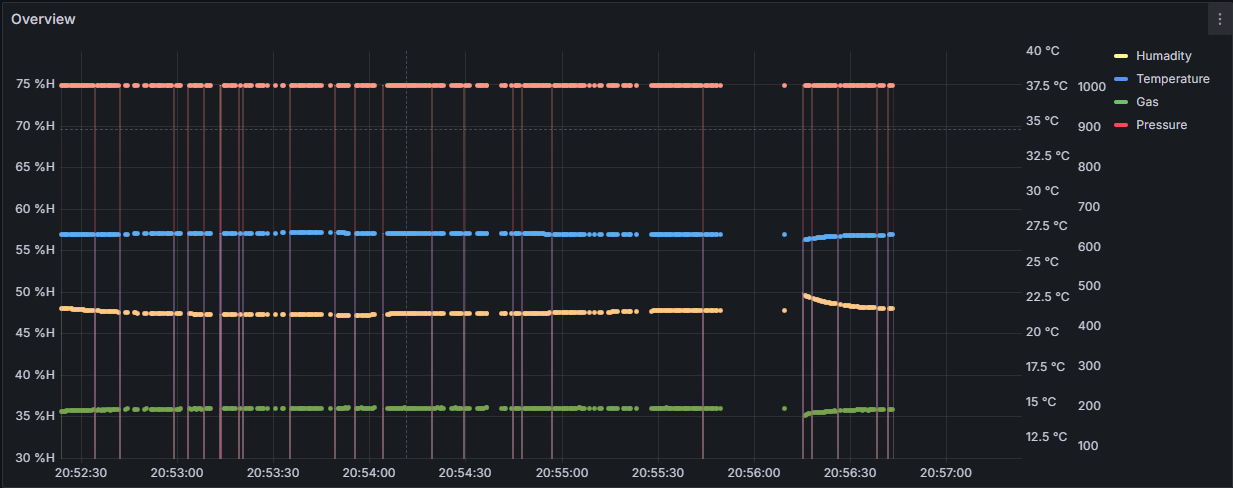 Overview
40 °C
75 %H
37.5 °C
1000
70 %H
35 °C
900
65 %H
32.5 °C
800
60 %H
30 °C
700
55 %H
27.5 °C
600
50 %H
25 °C
500
45 %H
22.5 °C
400
40 %H
20 °C
300
35 %H
17.5 °C
200
30 %H
15 °C
100
12.5 °C
20:52:30 20:53:00 20:53:30 20:54:00 20:54:30 20:55:00 20:55:30 20:56:00 20:56:30 20:57:00
Humadity
Temperature
Gas
Pressure